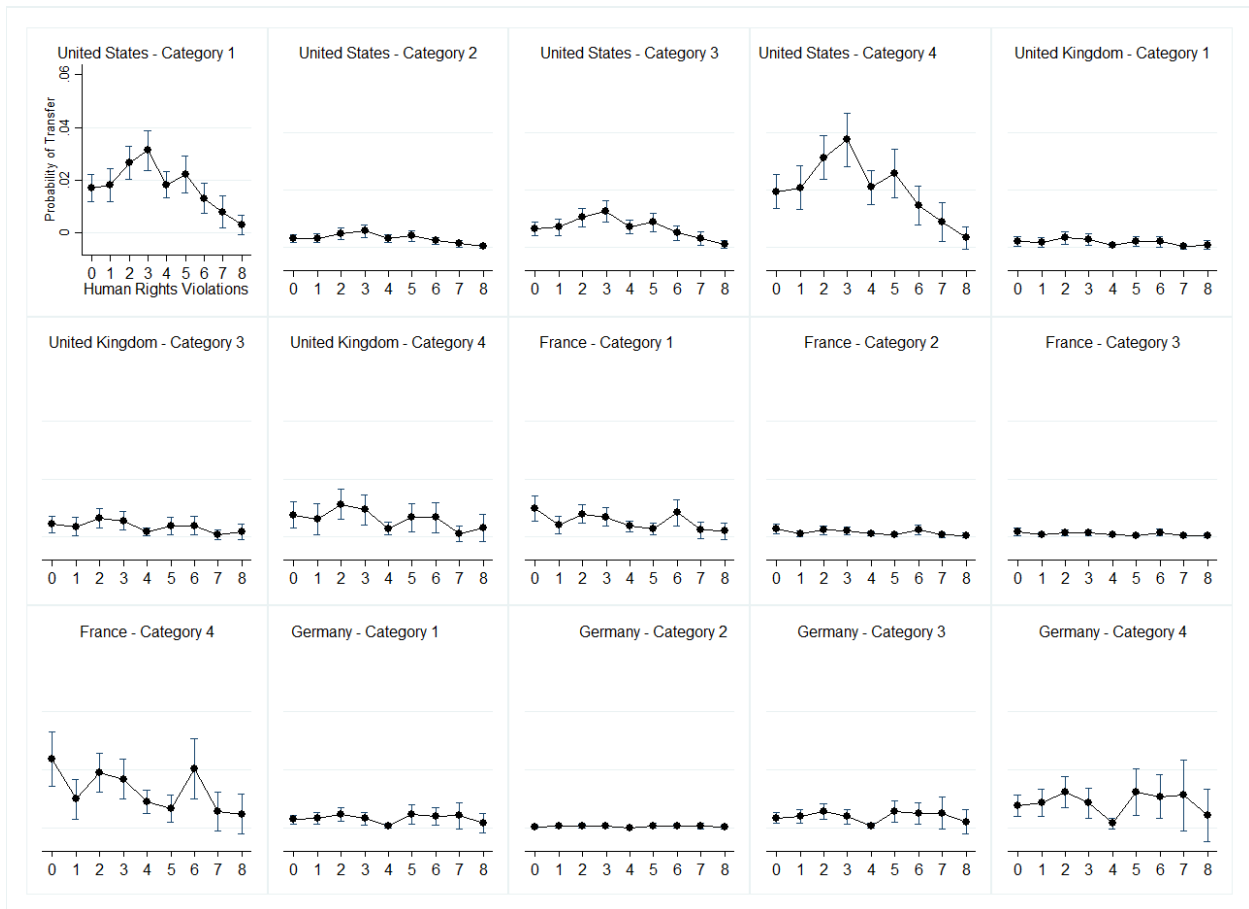 United States - Category 1
United States - Category 2
United States - Category 3
United States - Category 4
United Kingdom - Category 1
Probability of Transfer
.06
.04
.02
0
0 1 2 3 4 5 6 7 8
Human Rights Violations
0 1 2 3 4 5 6 7 8
0 1 2 3 4 5 6 7 8
0 1 2 3 4 5 6 7 8
0 1 2 3 4 5 6 7 8
United Kingdom - Category 3
United Kingdom - Category 4
France - Category 1
France - Category 2
France - Category 3
0 1 2 3 4 5 6 7 8
0 1 2 3 4 5 6 7 8
0 1 2 3 4 5 6 7 8
0 1 2 3 4 5 6 7 8
0 1 2 3 4 5 6 7 8
France - Category 4
Germany - Category 1
Germany - Category 2
Germany - Category 3
Germany - Category 4
0 1 2 3 4 5 6 7 8
0 1 2 3 4 5 6 7 8
0 1 2 3 4 5 6 7 8
0 1 2 3 4 5 6 7 8
0 1 2 3 4 5 6 7 8